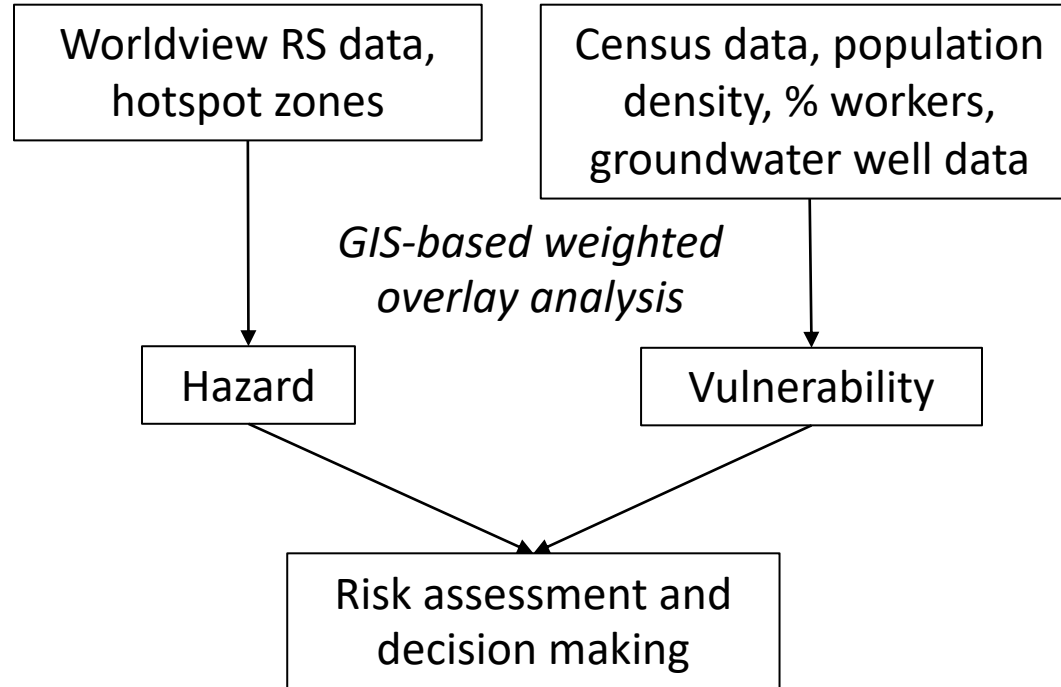 Worldview RS data,
hotspot zones
Census data, population
density, % workers,
groundwater well data
GIS-based weighted
overlay analysis
Hazard
Vulnerability
Risk assessment and
decision making